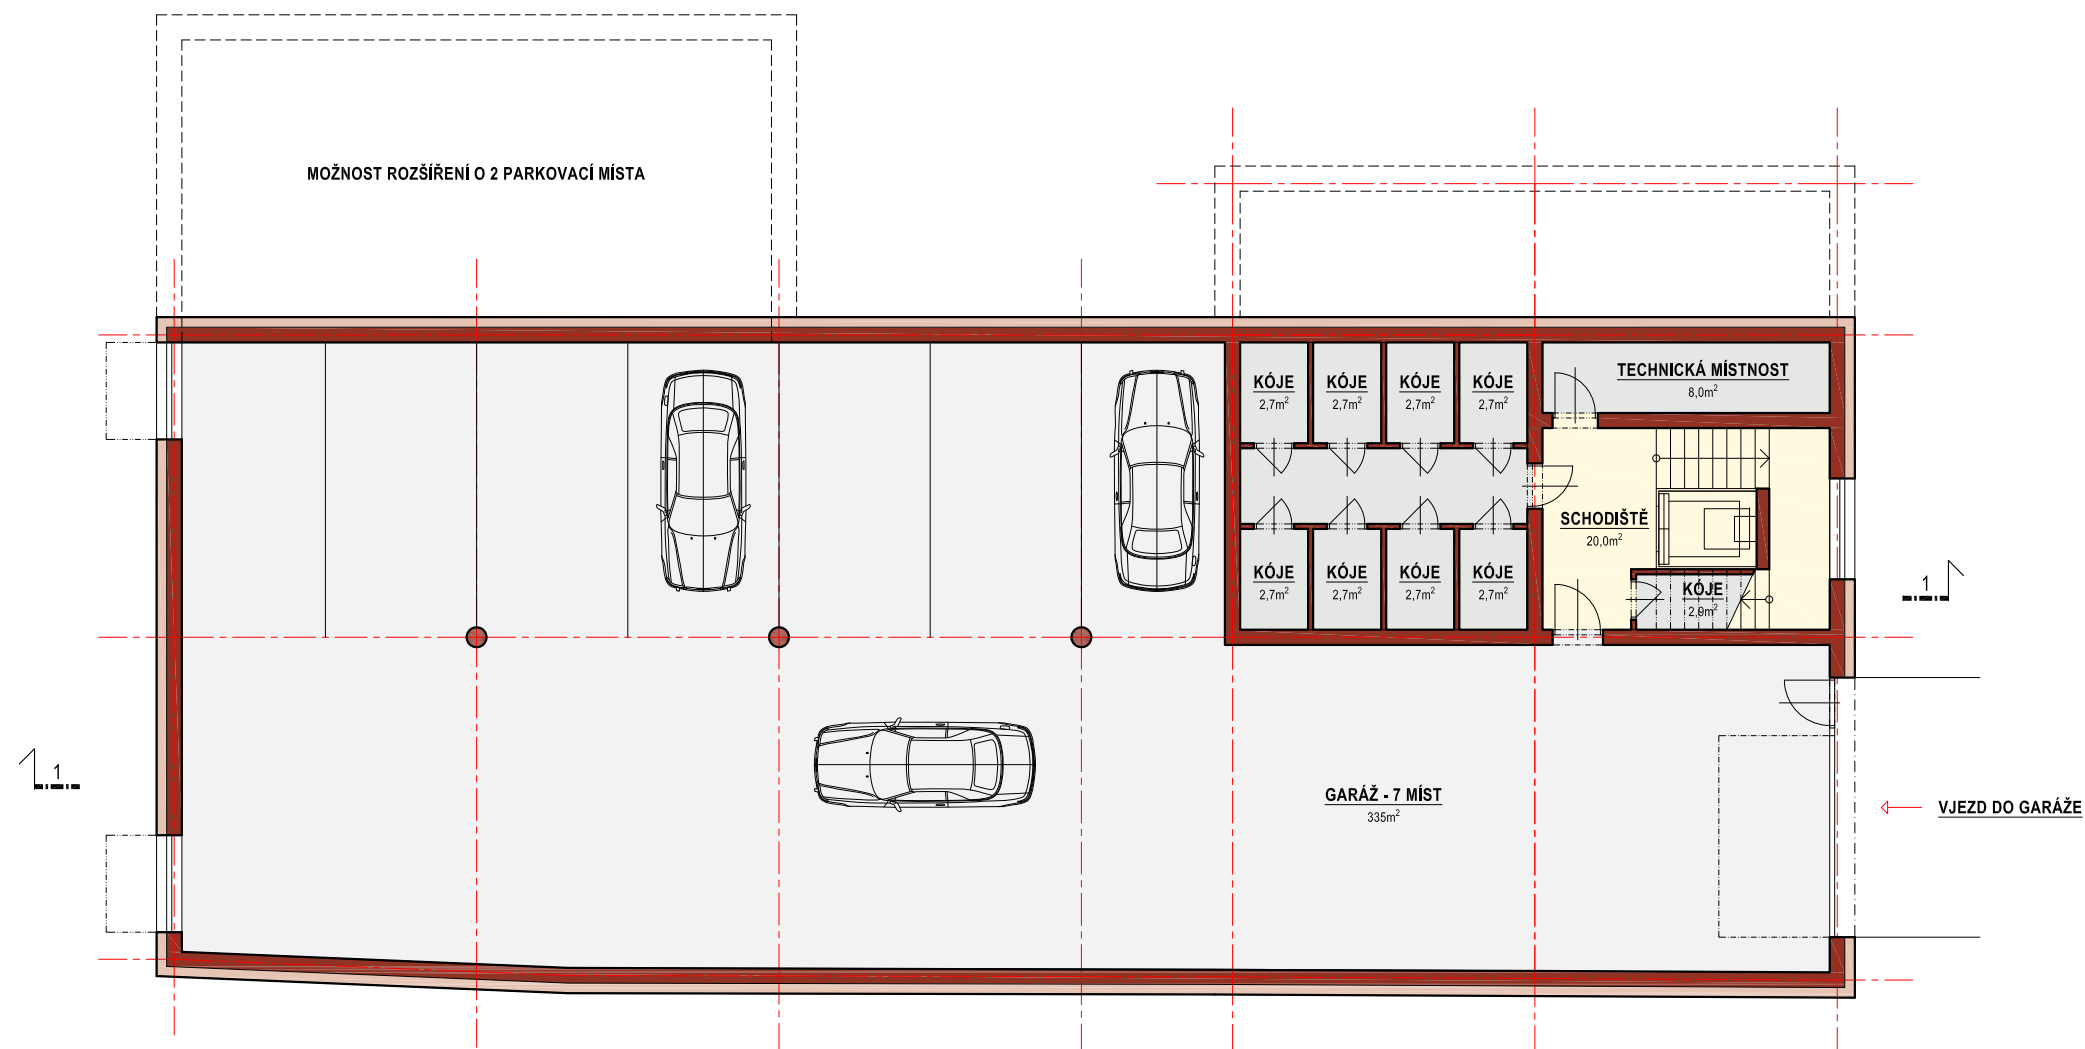 MOŽNOST ROZŠÍŘENÍ O 2 PARKOVACÍ MÍSTA
KÓJE
2,7m²
KÓJE
2,7m²
KÓJE
2,7m²
KÓJE
2,7m²
TECHNICKÁ MÍSTNOST
8,0m²
SCHODIŠTĚ
20,0m²
KÓJE
2,7m²
KÓJE
2,7m²
KÓJE
2,7m²
KÓJE
2,7m²
KÓJE
2,9m²
1
1
GARÁŽ - 7 MÍST
335m²
VJEZD DO GARÁŽE